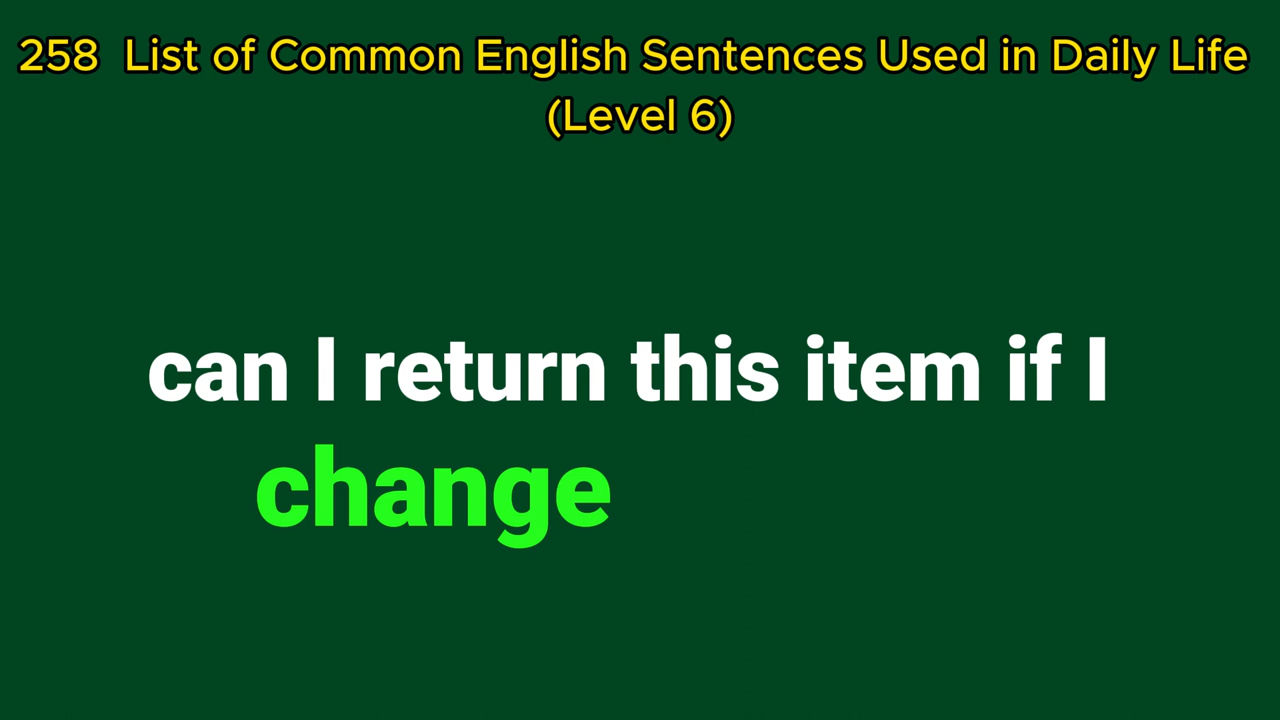 258 List of Common English Sentences Used in Daily Life
(Level 6)
can I return this item if I
change